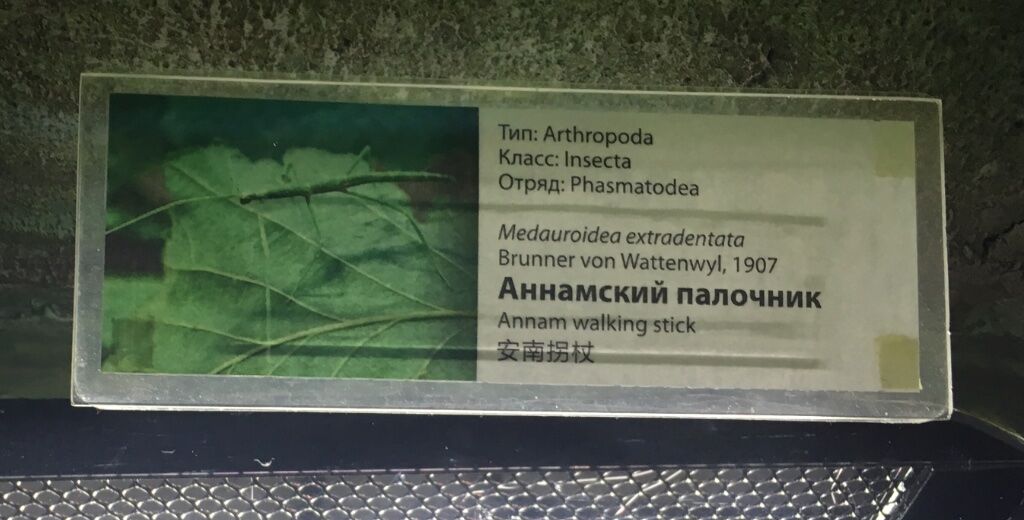 Тип: Arthropoda
Класс: Insecta
Отряд: Phasmatodea
Medauroidea extradentata
Brunner von Wattenwyl, 1907
Аннамский палочник
Annam walking stick
安南拐杖